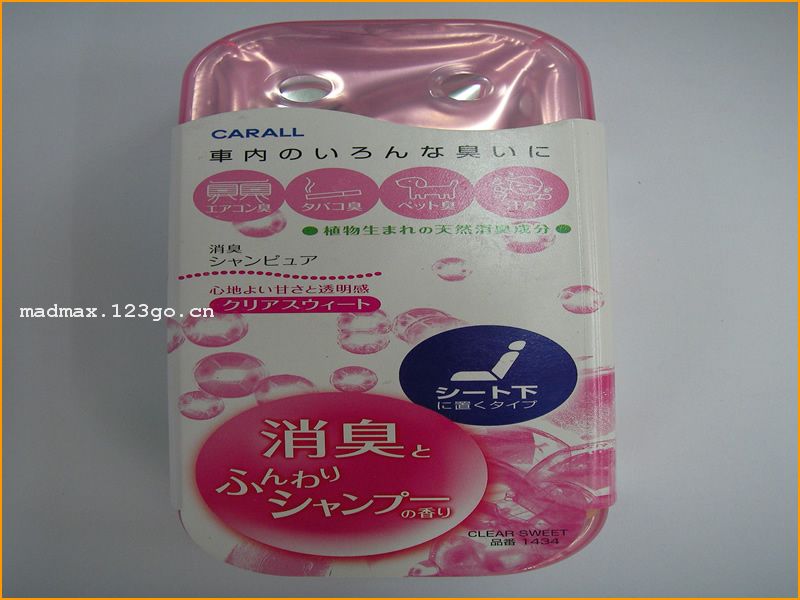 CARALL
車内のいろんな臭いに
エアコン臭 タバコ臭 ペット臭 汗臭
●植物生まれの天然消臭成分●
消臭
シャンピュア
心地よい甘さと透明感
クリアスウィート
madmax.123go.cn
シート下
に置くタイプ
消臭と
ふんわり
シャンプー
の香り
CLEAR SWEET
品番 1434